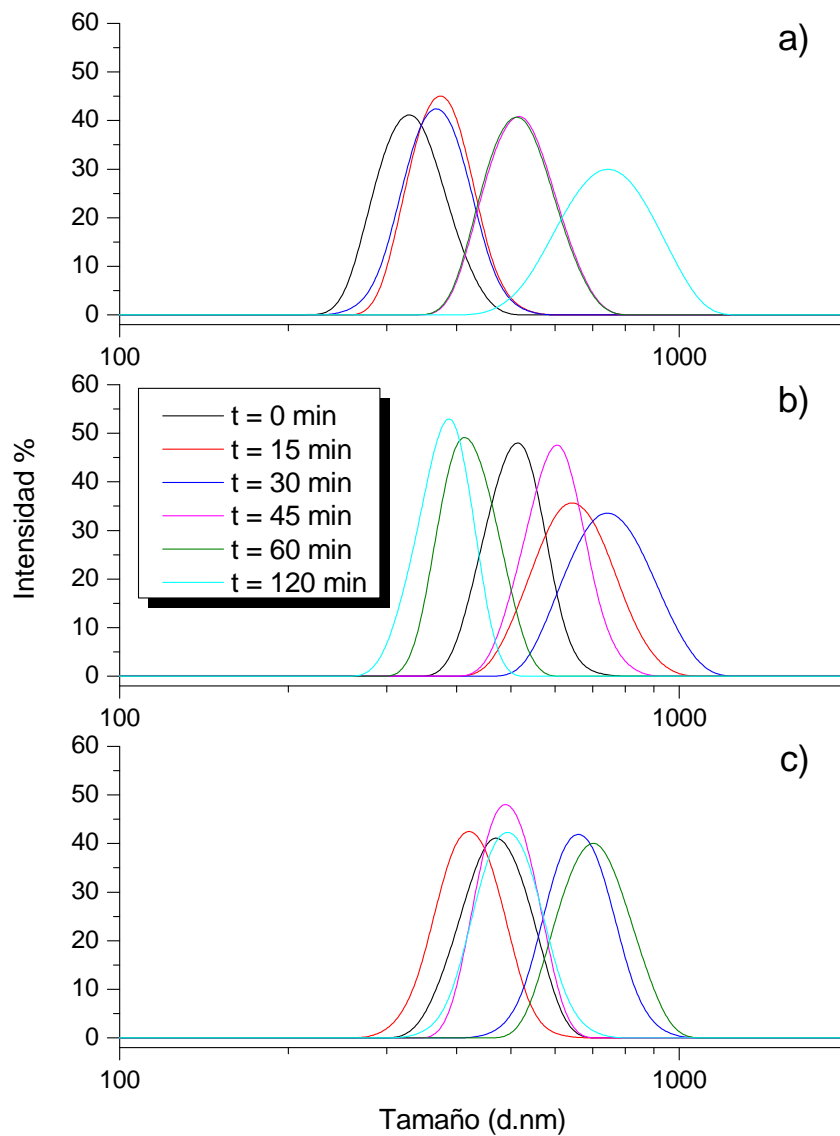 60
a)
50
40
30
20
10
0
100
1000
60
b)
50
40
30
20
10
0
t = 0 min
t = 15 min
t = 30 min
t = 45 min
t = 60 min
t = 120 min
Intensidad %
100
1000
60
c)
50
40
30
20
10
0
100
1000
Tamaño (d.nm)